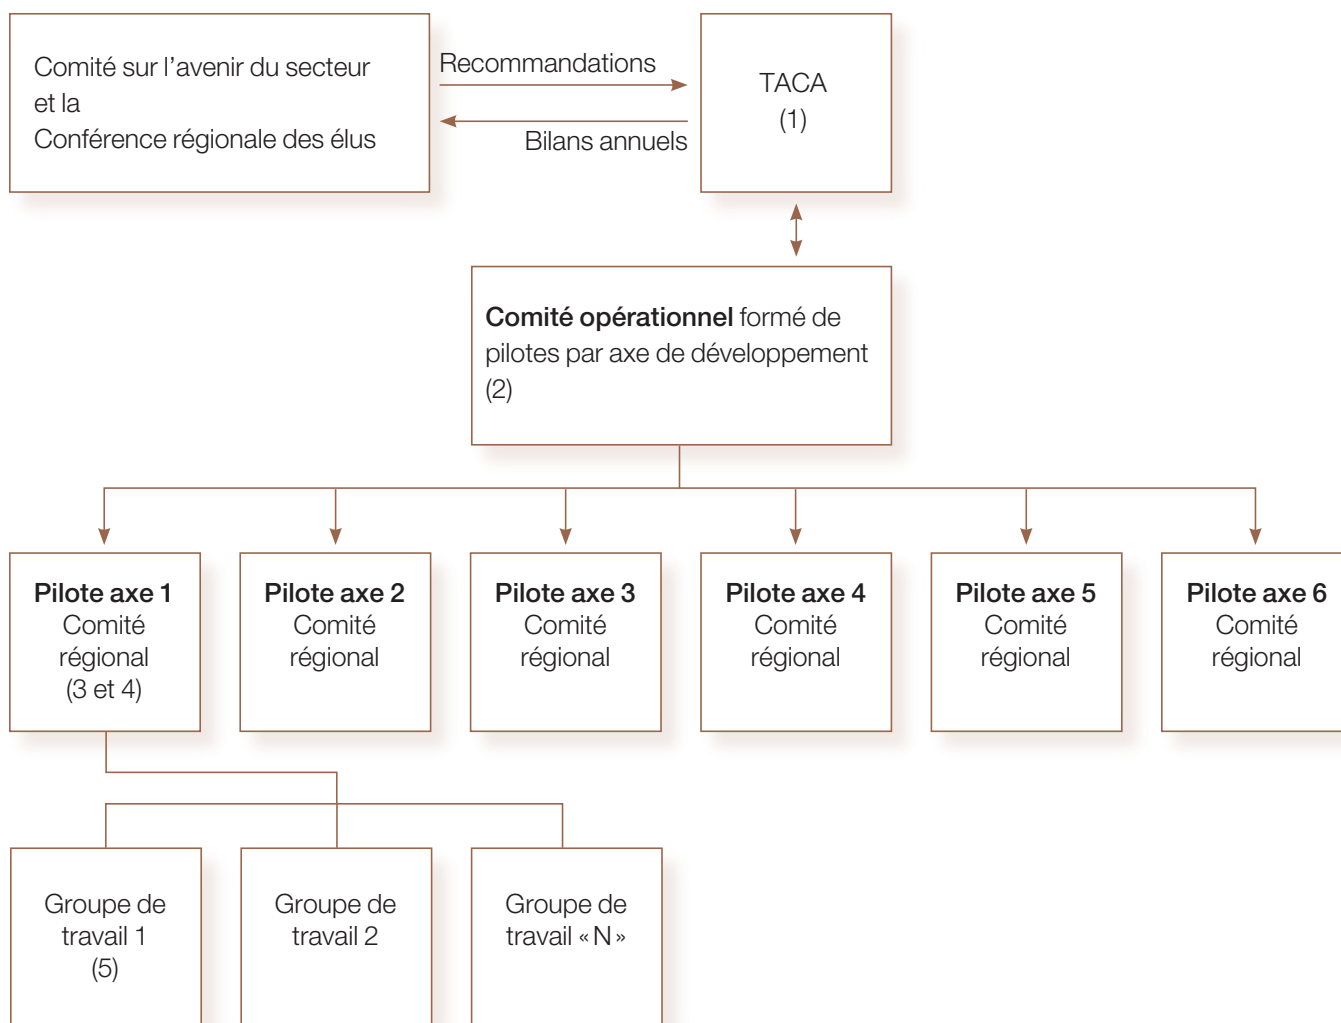 Comité sur l’avenir du secteur
et la
Conférence régionale des élus
Recommandations
Bilans annuels
TACA
(1)
Comité opérationnel formé de
pilotes par axe de développement
(2)
Pilote axe 1
Comité
régional
(3 et 4)
Pilote axe 2
Comité
régional
Pilote axe 3
Comité
régional
Pilote axe 4
Comité
régional
Pilote axe 5
Comité
régional
Pilote axe 6
Comité
régional
Groupe de
travail 1
(5)
Groupe de
travail 2
Groupe de
travail « N »